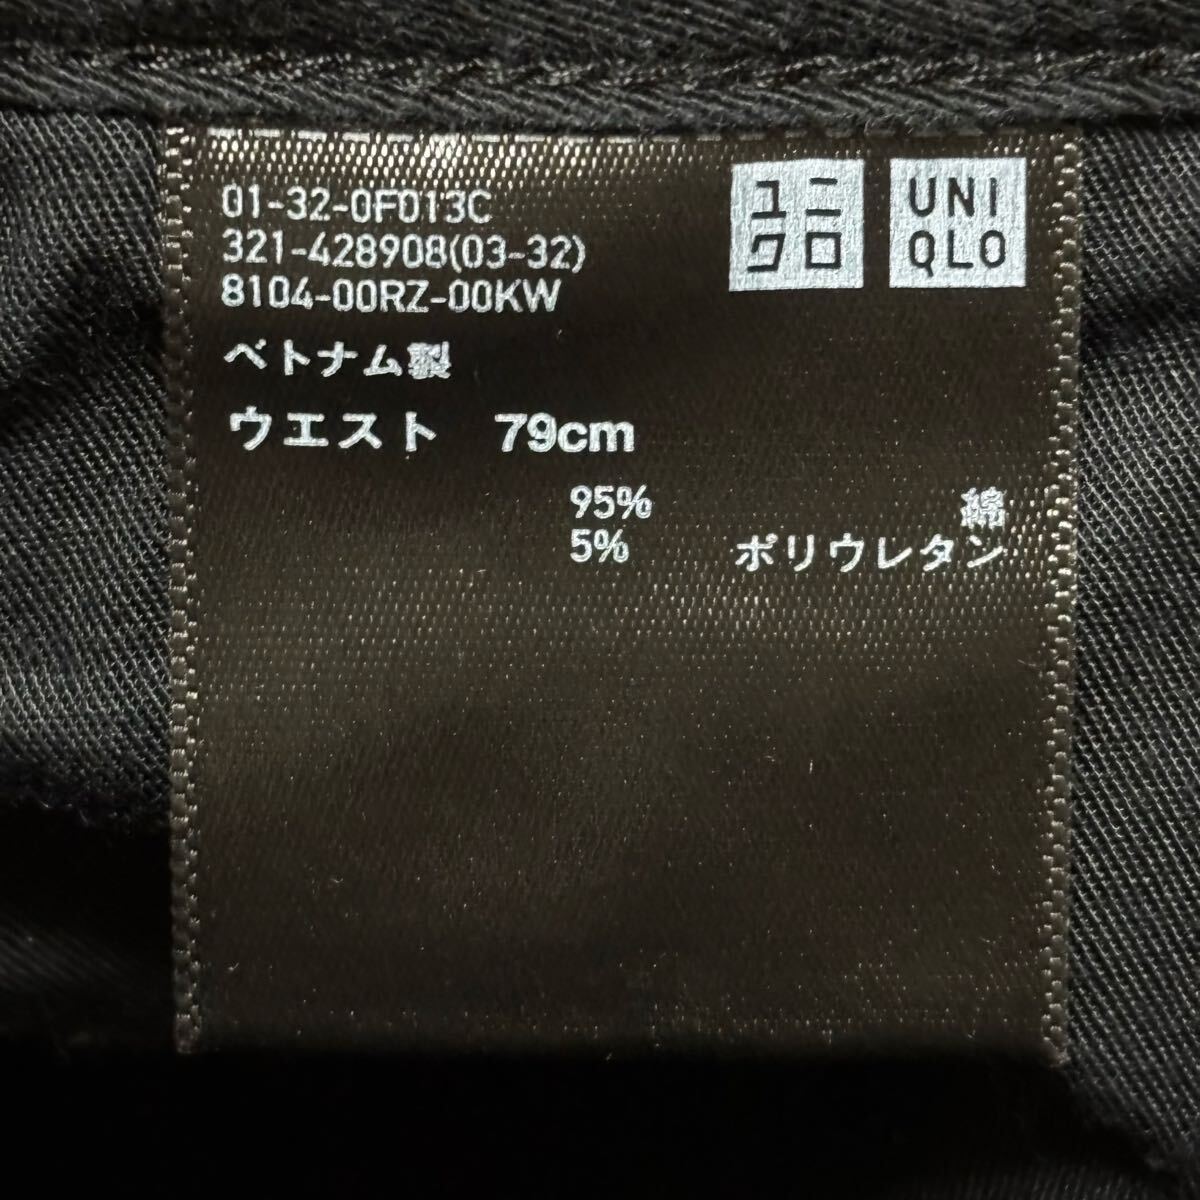 01-32-0F013C
321-428908(03-32)
8104-00RZ-00KW
ユニ
クロ
UNI
QLO
ベトナム製
ウエスト 79cm
95% 綿
5% ポリウレタン